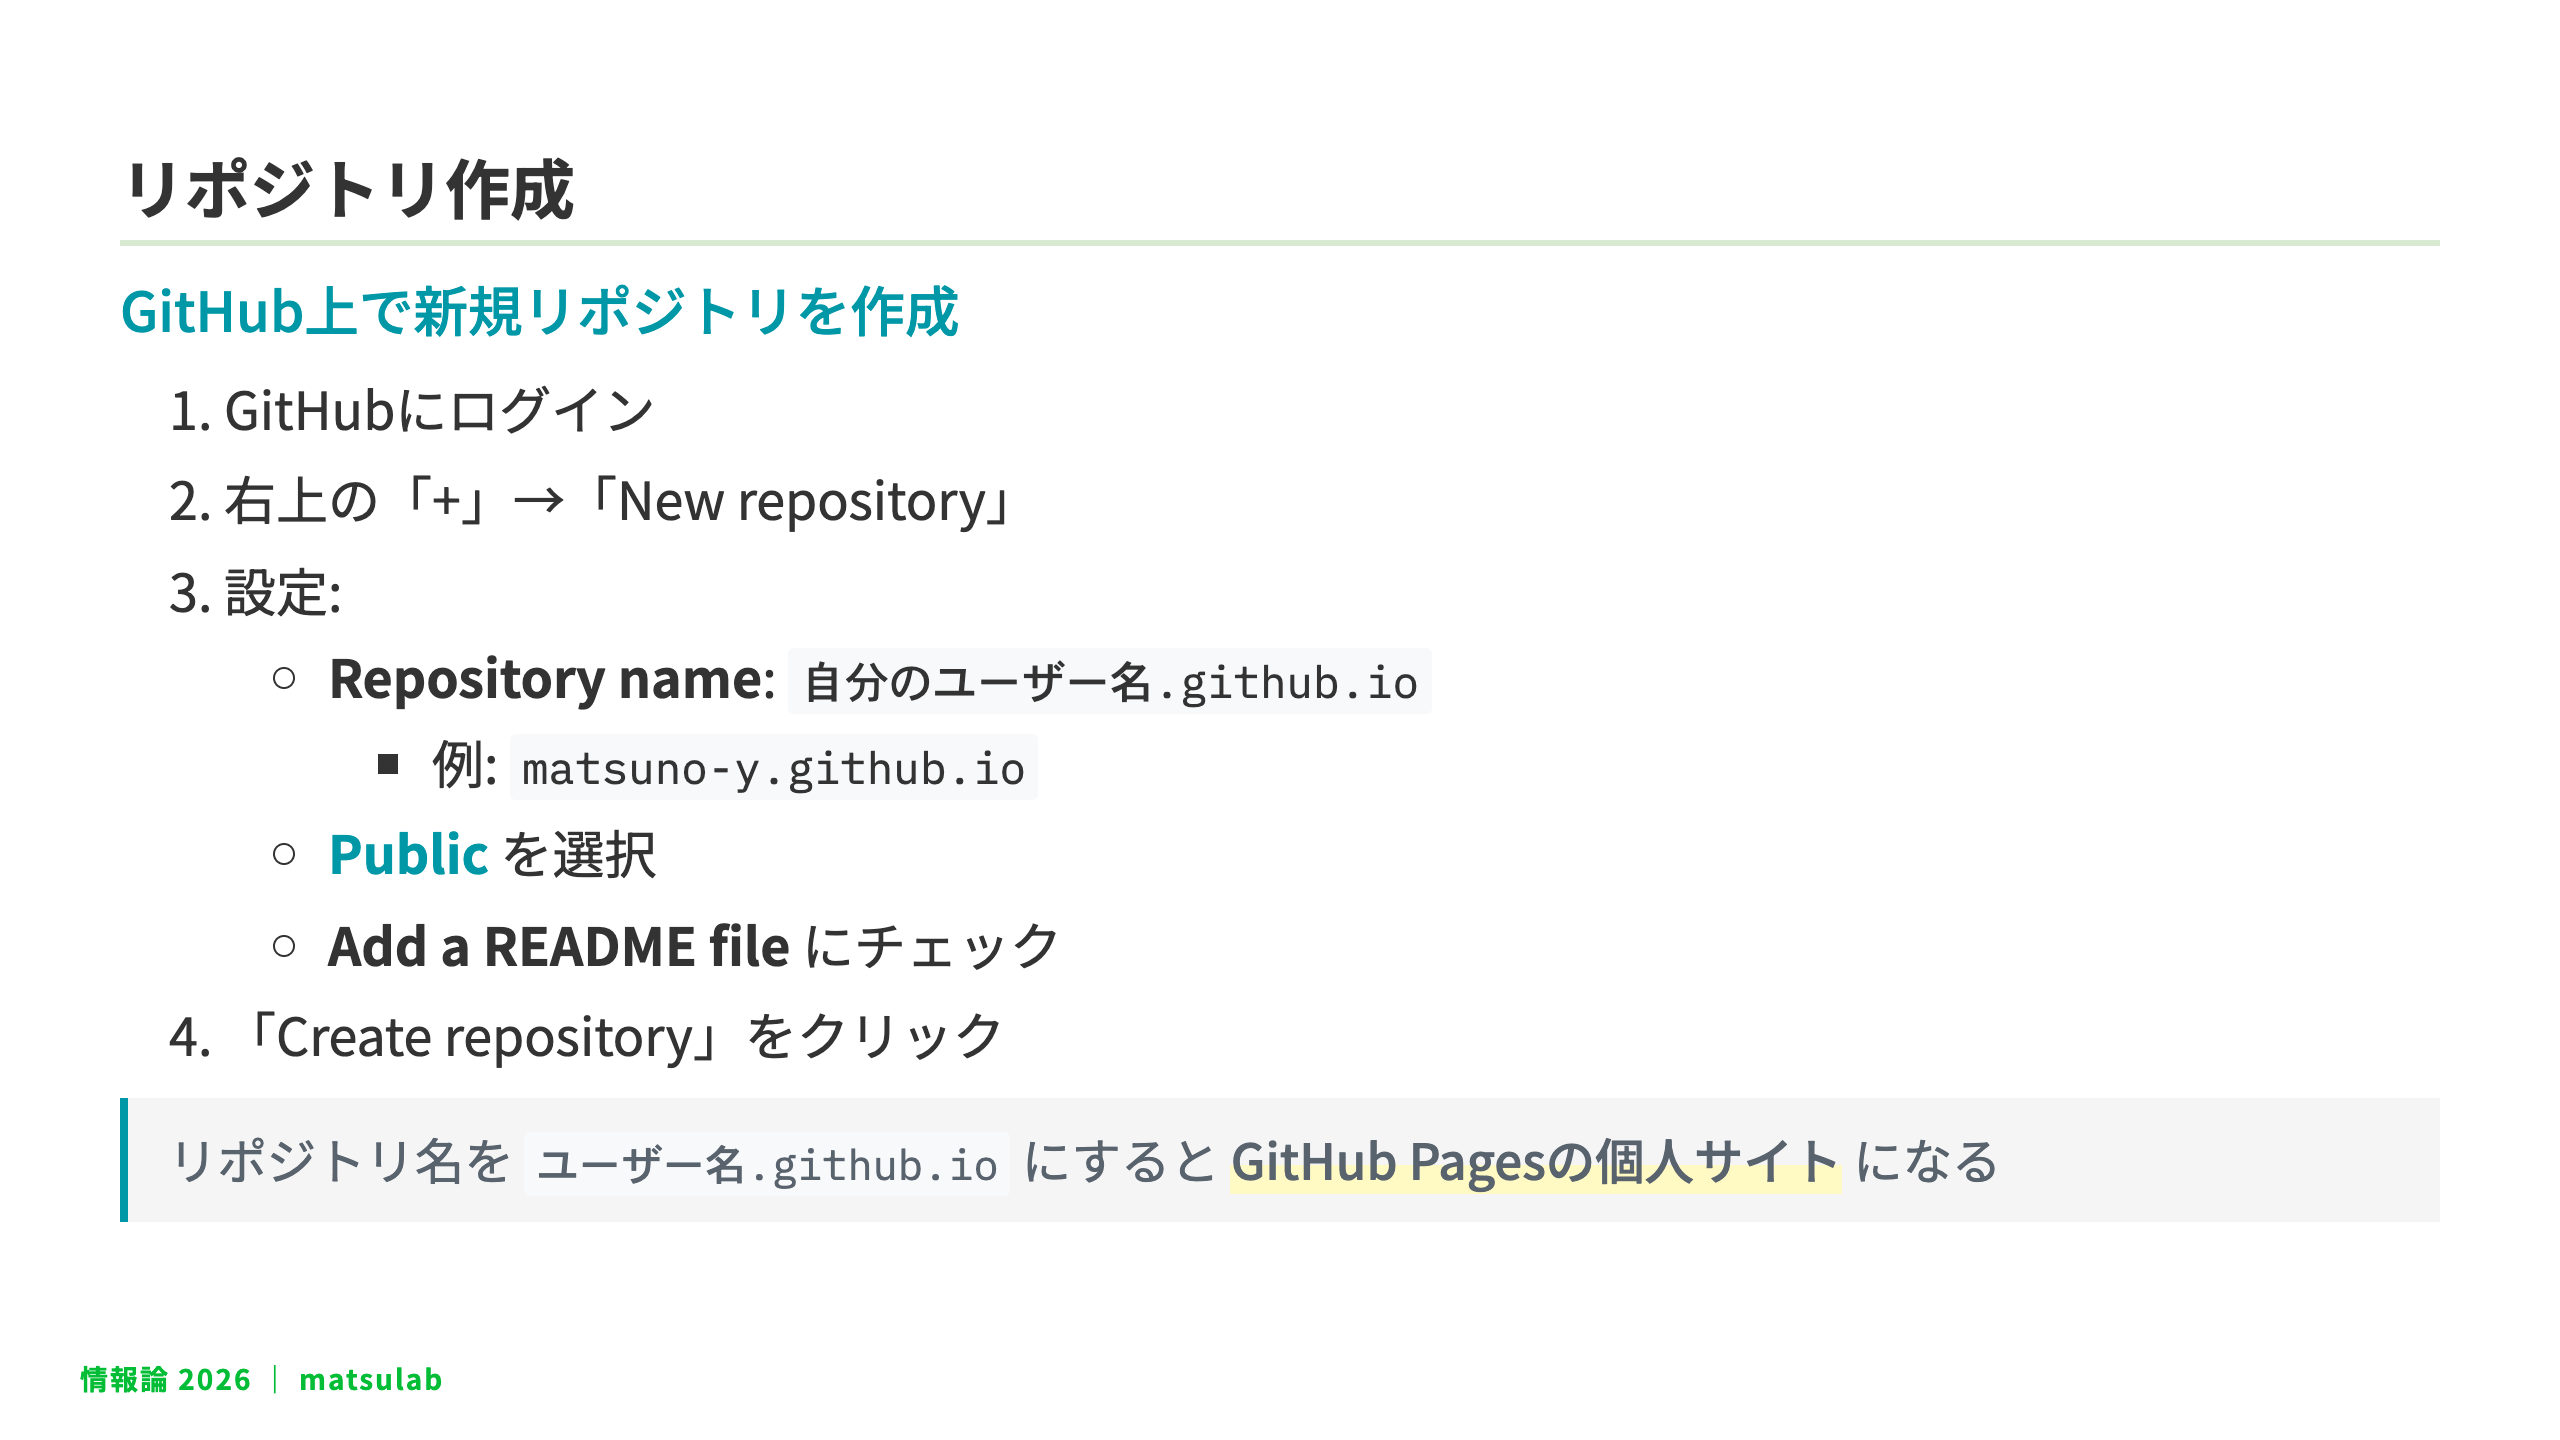 リポジトリ作成
GitHub上で新規リポジトリを作成
1. GitHubにログイン
2. 右上の「+」→「New repository」
3. 設定:
○ Repository name: 自分のユーザー名.github.io
■ 例: matsuno-y.github.io
○ Public を選択
○ Add a README file にチェック
4. 「Create repository」をクリック
リポジトリ名を ユーザー名.github.io にすると GitHub Pagesの個人サイト になる
情報論 2026 | matsulab